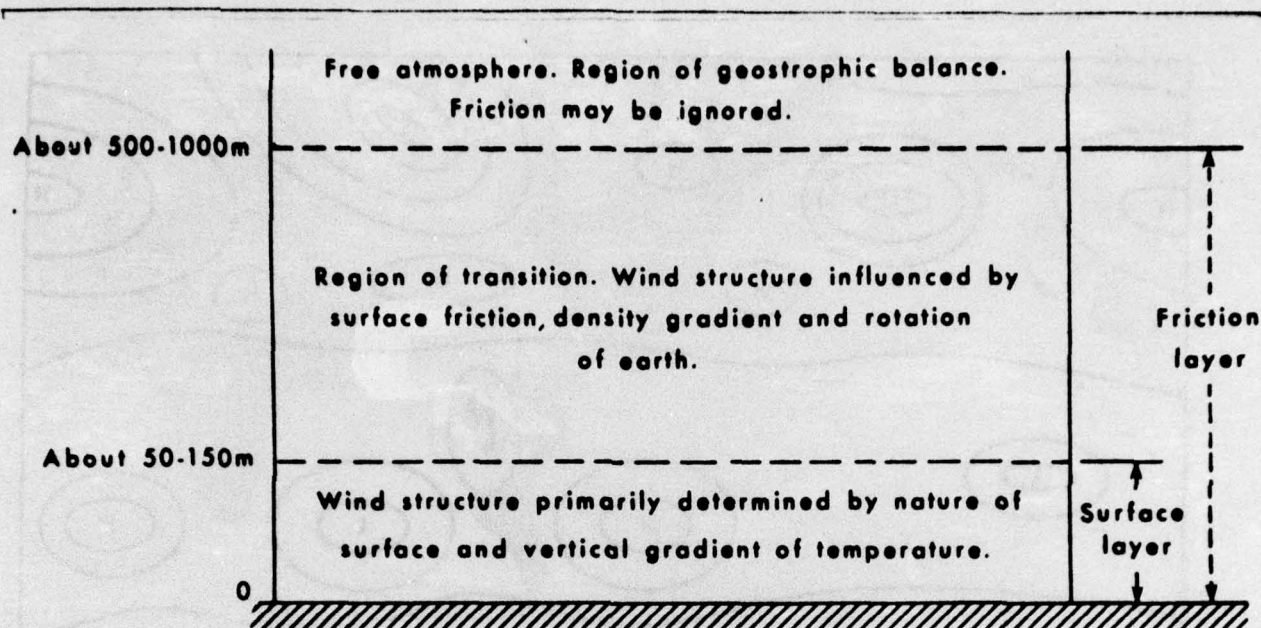 Free atmosphere. Region of geostrophic balance.
Friction may be ignored.
About 500-1000m
Region of transition. Wind structure influenced by
surface friction, density gradient and rotation
of earth.
Friction
layer
About 50-150m
Wind structure primarily determined by nature of
surface and vertical gradient of temperature.
Surface
layer
0